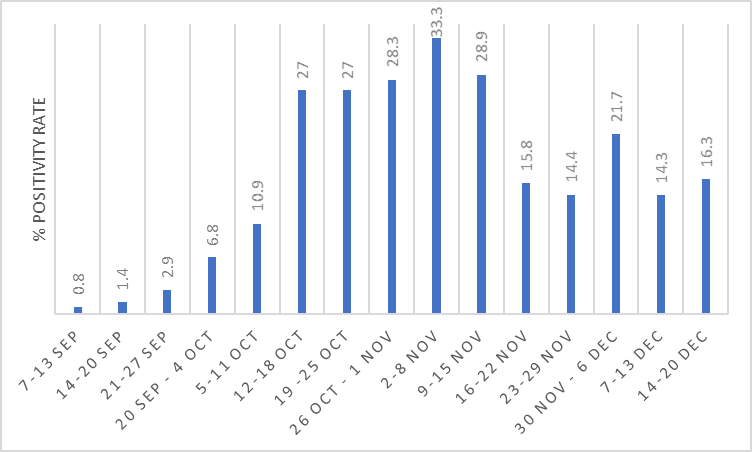 % POSITIVITY RATE
0.8
1.4
2.9
6.8
10.9
27
27
28.3
33.3
28.9
15.8
14.4
21.7
14.3
16.3
7-13 SEP
14-20 SEP
21-27 SEP
20 SEP - 4 OCT
5-11 OCT
12-18 OCT
19 -25 OCT
26 OCT - 1 NOV
2-8 NOV
9-15 NOV
16-22 NOV
23-29 NOV
30 NOV - 6 DEC
7-13 DEC
14-20 DEC